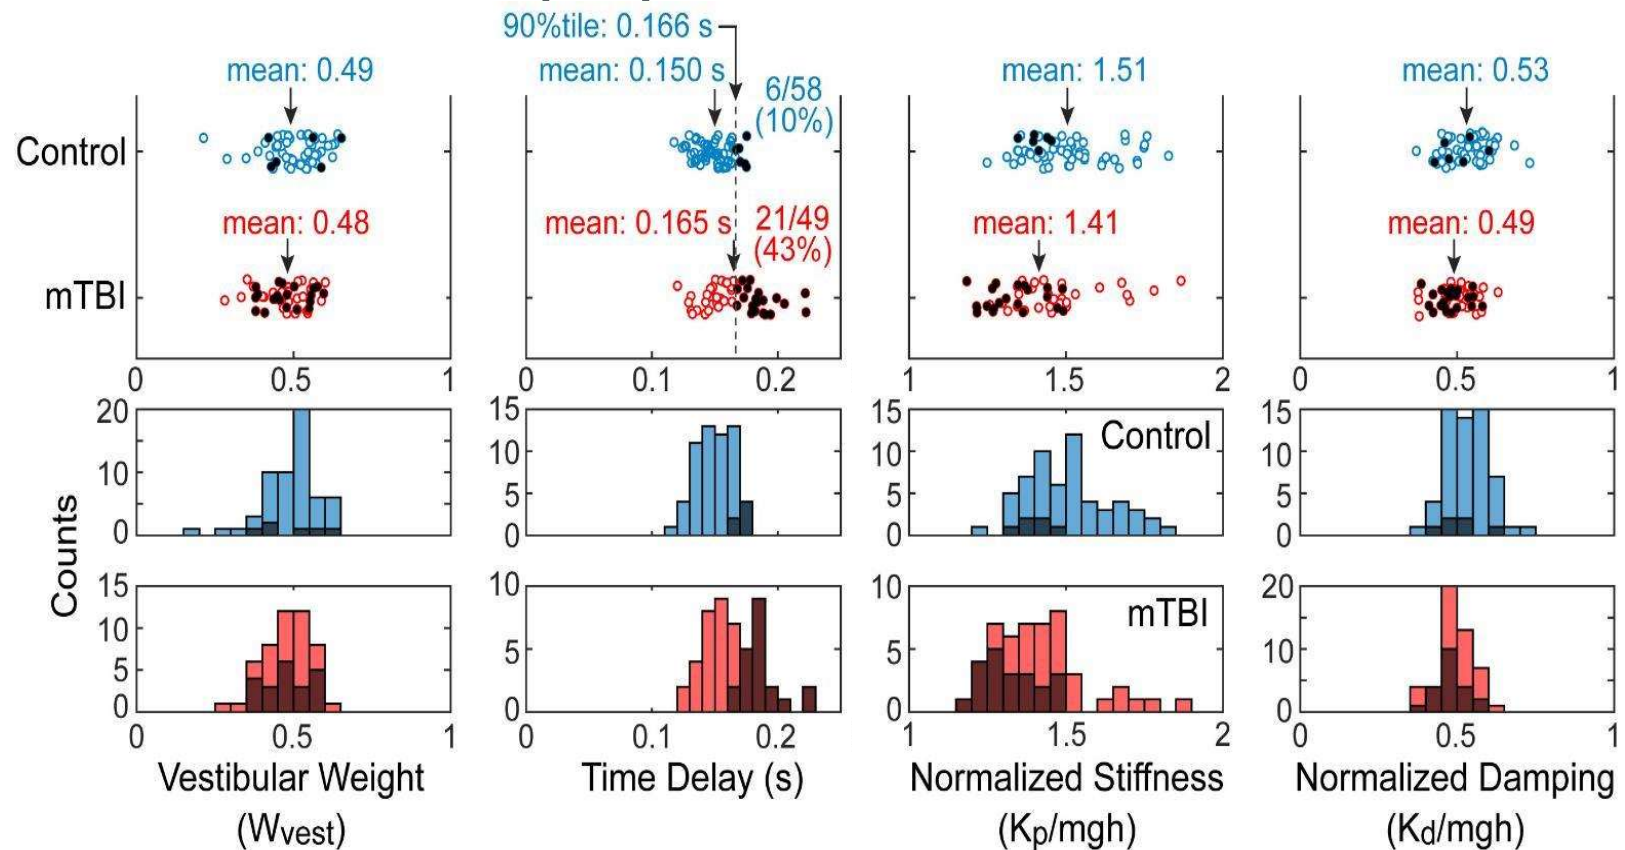 90%tile: 0.166 s
mean: 0.49
mean: 0.150 s
6/58
(10%)
mean: 1.51
mean: 0.53
Control
mean: 0.48
mean: 0.165 s
21/49
(43%)
mean: 1.41
mean: 0.49
mTBI
0 0.5 1
0 0.1 0.2
1 1.5 2
0 0.5 1
Counts
20
10
0
15
10
5
0
15
10
5
0
Control
15
10
5
0
15
10
5
0
10
5
0
10
5
0
mTBI
20
10
0
0 0.5 1
0 0.1 0.2
1 1.5 2
0 0.5 1
Vestibular Weight
(Wvest)
Time Delay (s)
Normalized Stiffness
(Kp/mgh)
Normalized Damping
(Kd/mgh)